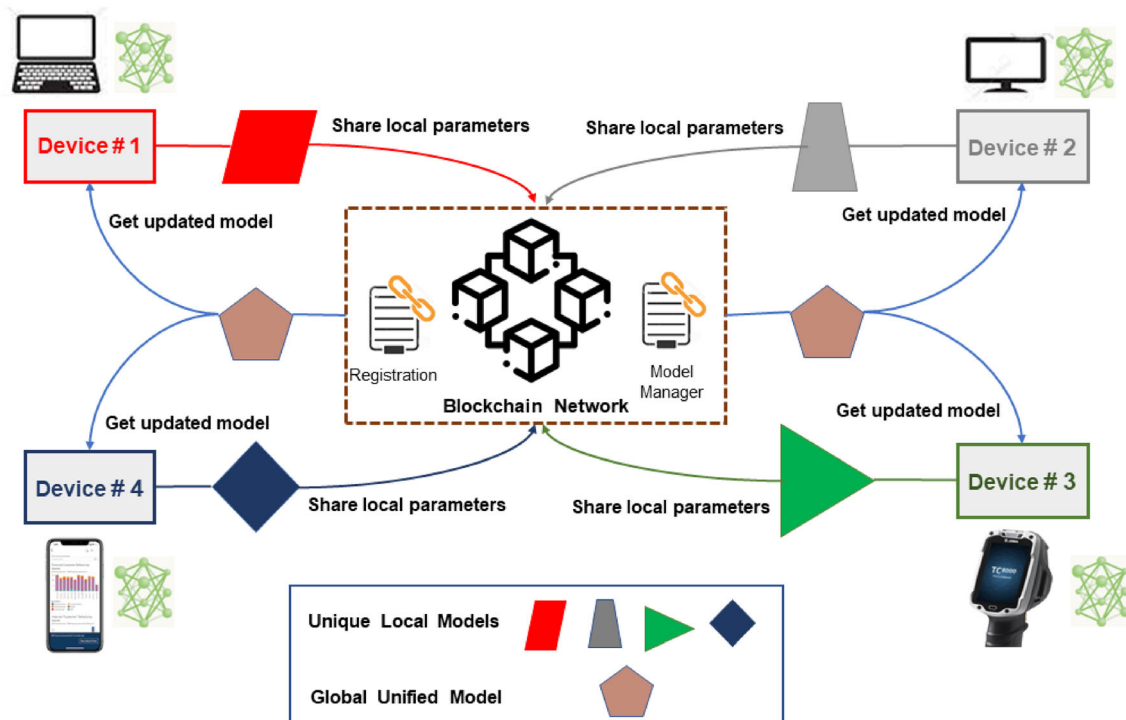 Share local parameters
Share local parameters
Device # 1
Device # 2
Get updated model
Get updated model
Registration
Model
Manager
Blockchain Network
Get updated model
Get updated model
Device # 4
Device # 3
Share local parameters
Share local parameters
TC8000
Unique Local Models
Global Unified Model